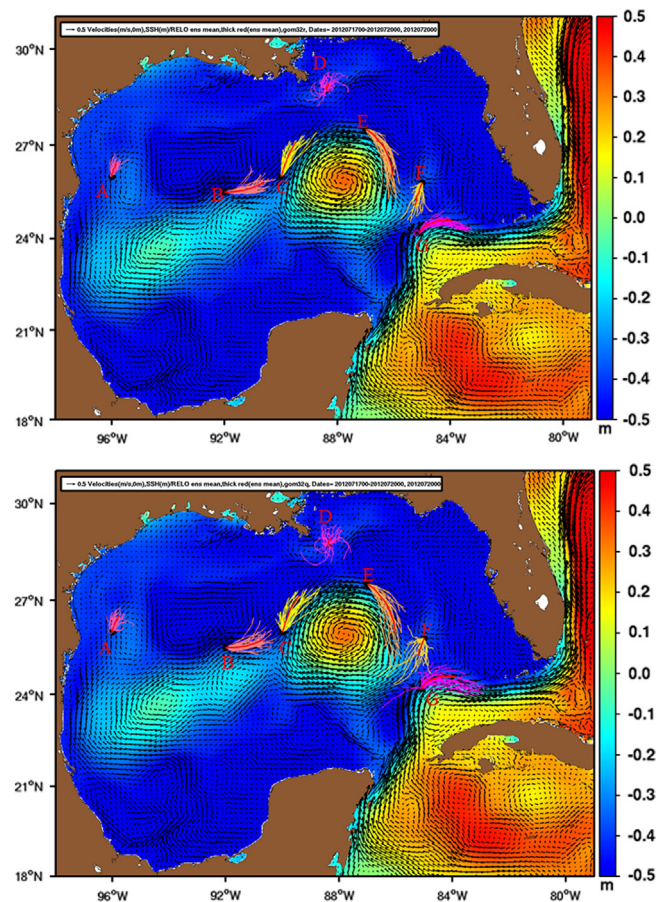 → 0.5 Velocities(m/s,0m),SSH(m)/RELO ens mean,thick red(ens mean),gom32r, Dates= 2012071700-2012072000, 2012072000
31°N
27°N
24°N
21°N
18°N
96°W 92°W 88°W 84°W 80°W
A
B
C
D
E
F
G
0.5
0.4
0.3
0.2
0.1
0.0
-0.1
-0.2
-0.3
-0.4
-0.5
m
→ 0.5 Velocities(m/s,0m),SSH(m)/RELO ens mean,thick red(ens mean),gom32q, Dates= 2012071700-2012072000, 2012072000
30°N
27°N
24°N
21°N
18°N
96°W 92°W 88°W 84°W 80°W
A
B
C
D
E
F
G
0.5
0.4
0.3
0.2
0.1
0.0
-0.1
-0.2
-0.3
-0.4
-0.5
m